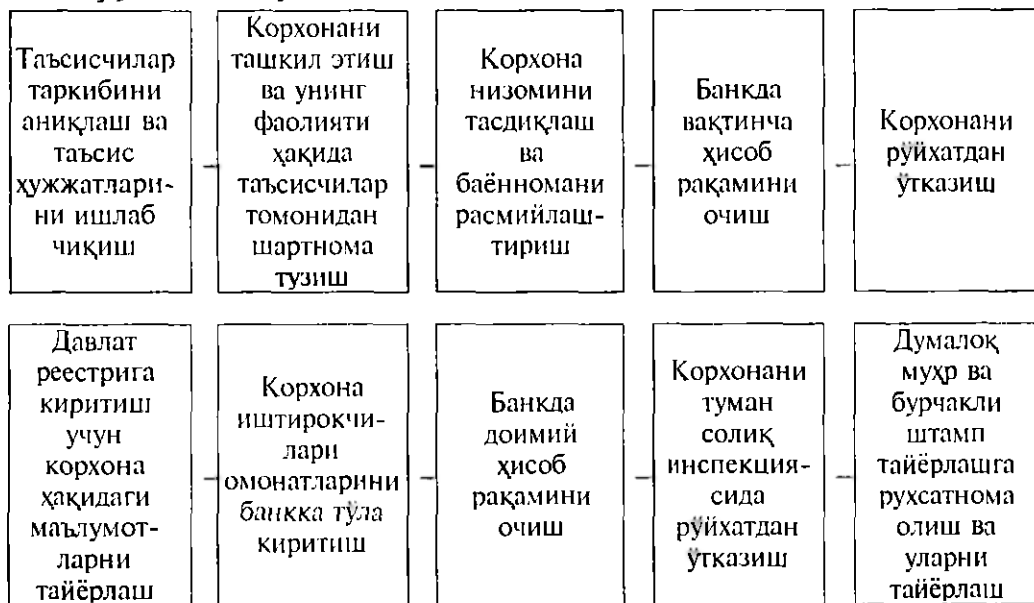 Таъсисчилар
таркибини
аниқлаш ва
таъсис
ҳужжатлари-
ни ишлаб
чиқиш
Корхонани
ташкил этиш
ва унинг
фаолияти
ҳақида
таъсисчилар
томонидан
шартнома
тузиш
Корхона
низомини
тасдиқлаш
ва
баённомани
расмийлаш-
тириш
Банкда
вақтинча
ҳисоб
рақамини
очиш
Корхонани
рўйхатдан
ўтказиш
Давлат
реестрига
киритиш
учун
корхона
ҳақидаги
маълумот-
ларни
тайёрлаш
Корхона
иштирокчи-
лари
омонатларини
банкка тўла
киритиш
Банкда
доимий
ҳисоб
рақамини
очиш
Корхонани
туман
солиқ
инспекция-
сида
рўйхатдан
ўтказиш
Думалоқ
муҳр ва
бурчакли
штамп
тайёрлашга
рухсатнома
олиш ва
уларни
тайёрлаш